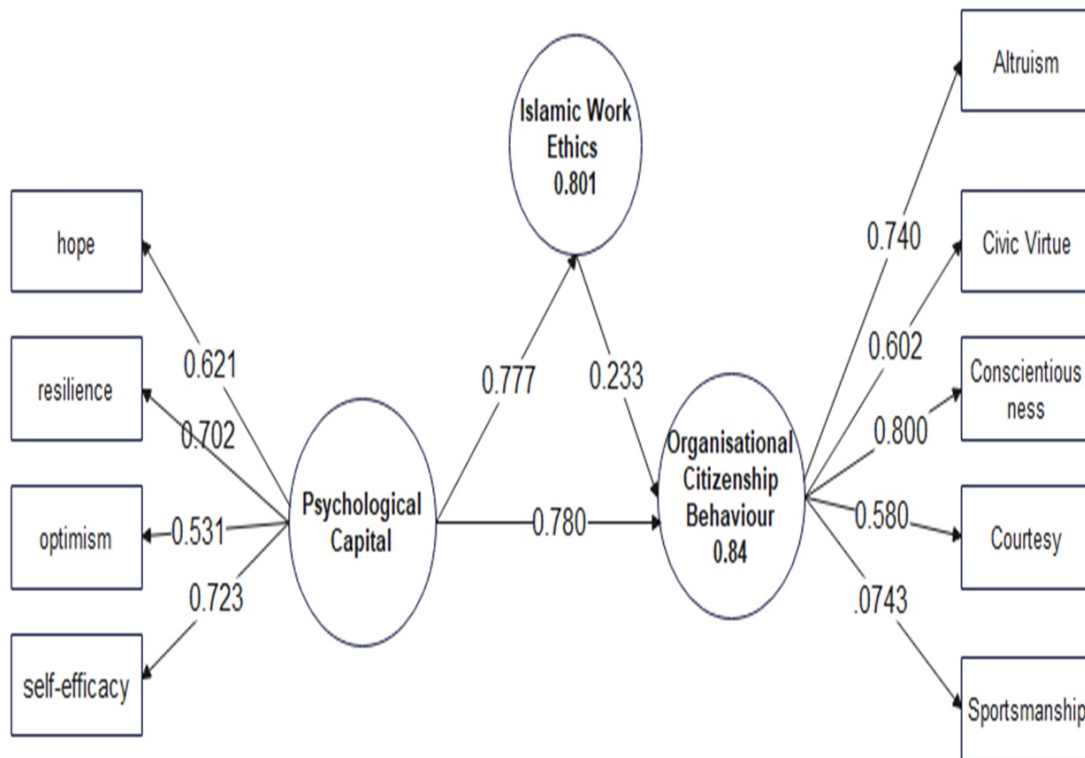 Islamic Work
Ethics
0.801
hope
resilience
optimism
self-efficacy
0.621
0.702
0.531
0.723
Psychological
Capital
0.777
0.233
0.780
Organisational
Citizenship
Behaviour
0.84
0.740
0.602
0.800
0.580
.0743
Altruism
Civic Virtue
Conscientious
ness
Courtesy
Sportsmanship